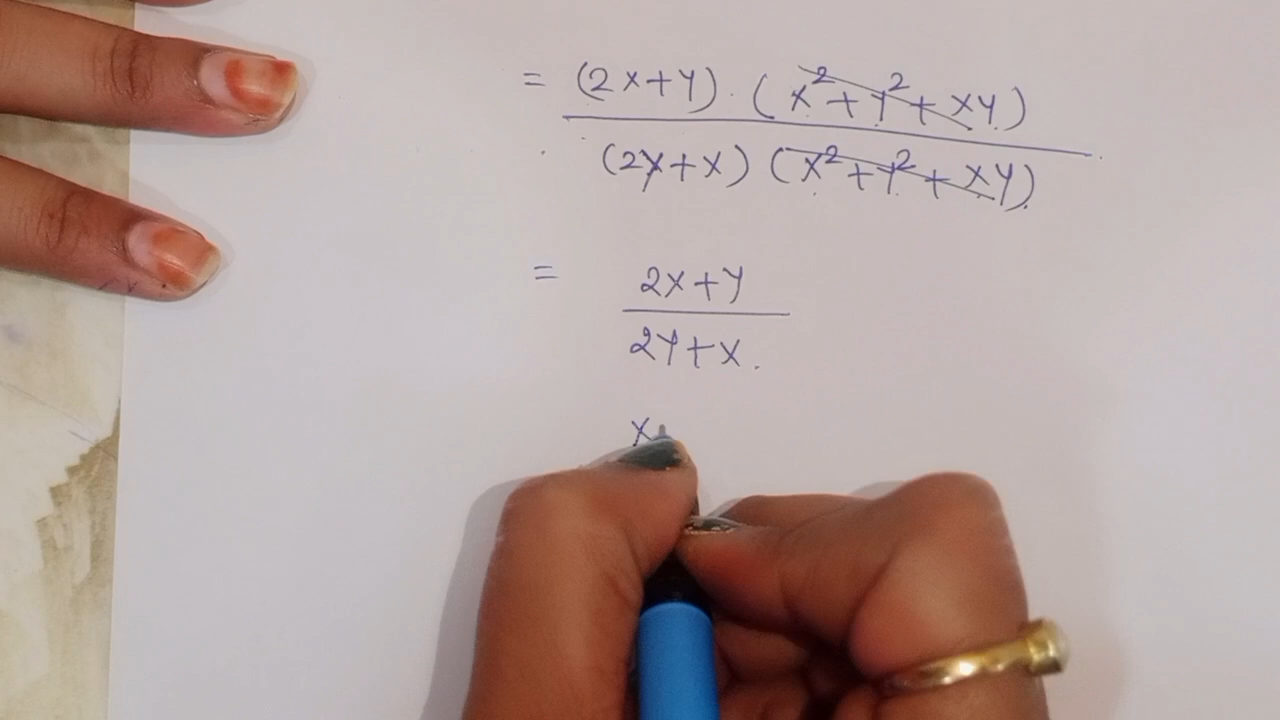 = (2x+y) . (x²+y²+xy)
(2y+x) (x²+y²+xy)
= 2x+y
2y+x.
x